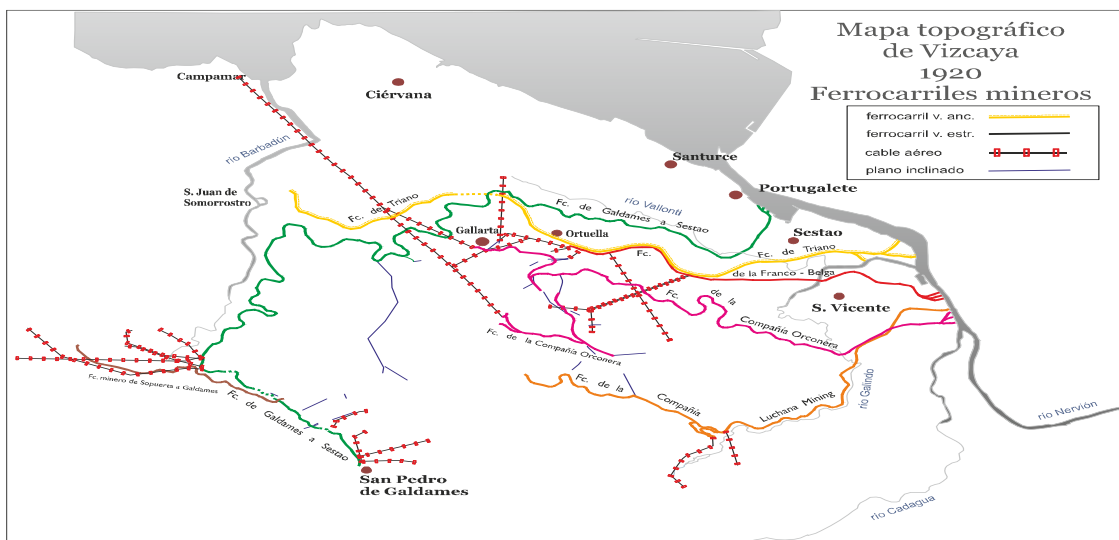 Mapa topográfico
de Vizcaya
1920
Ferrocarriles mineros
ferrocarril v. anc.
ferrocarril v. estr.
cable aéreo
plano inclinado
Campamar
Ciérvana
río Barbadún
Santurce
Portugalete
S. Juan de
Somorrostro
Fc. de Triano
río Vallonti
Fc. de Galdames a Sestao
Gallarta
Ortuella
Sestao
Fc. de Triano
Fc.
de la Franco - Belga
Fc. de la
Compañía Orconera
S. Vicente
Fc. de la Compañía Orconera
Fc. minero de Sopuerta a Galdames
Fc. de Galdames a Sestao
Fc. de la
Compañía
Luchana Mining
río Galindo
río Nervión
San Pedro
de Galdames
río Cadagua